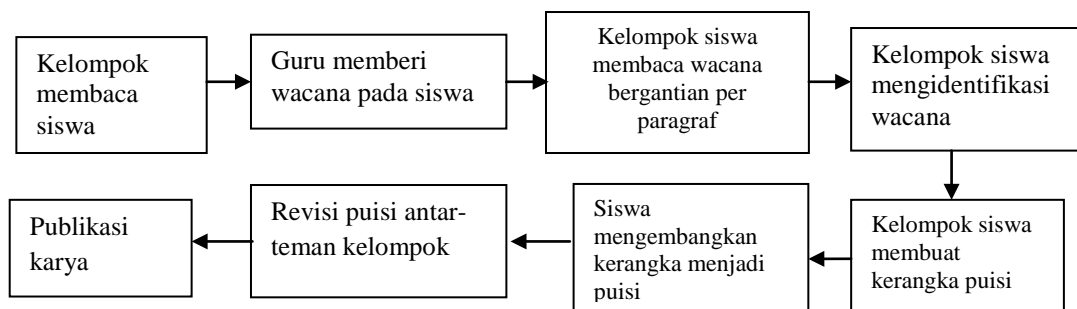 Kelompok
membaca
siswa
Guru memberi
wacana pada siswa
Kelompok siswa
membaca wacana
bergantian per
paragraf
Kelompok siswa
mengidentifikasi
wacana
Kelompok siswa
membuat
kerangka puisi
Siswa
mengembangkan
kerangka menjadi
puisi
Revisi puisi antar-
teman kelompok
Publikasi
karya